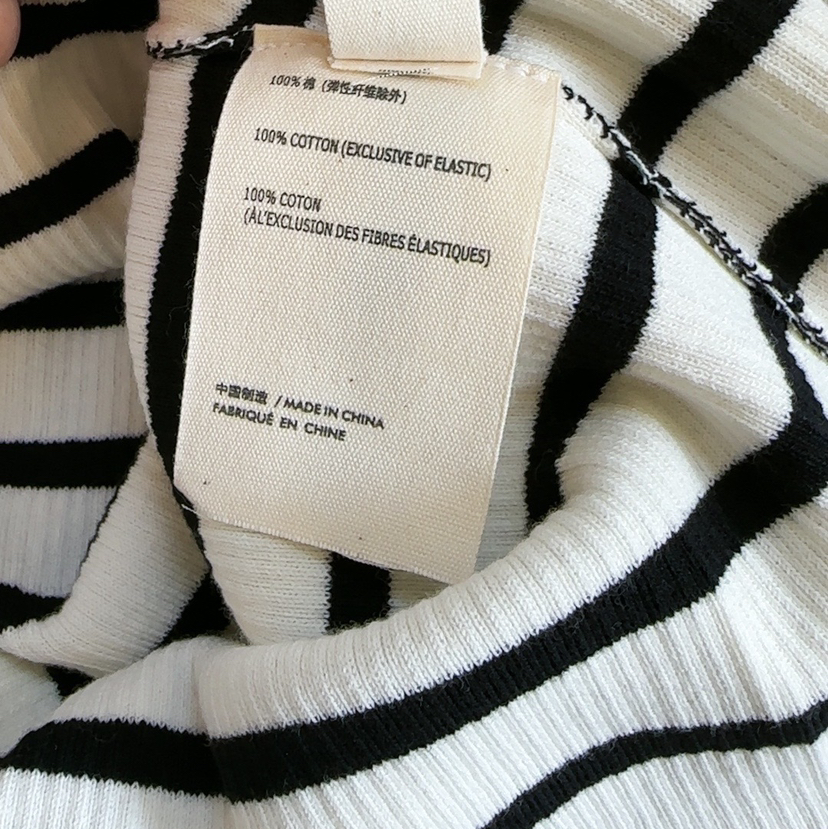 100% 棉 (弹性纤维除外)
100% COTTON (EXCLUSIVE OF ELASTIC)
100% COTON
(À L'EXCLUSION DES FIBRES ÉLASTIQUES)
中国制造 / MADE IN CHINA
FABRIQUÉ EN CHINE